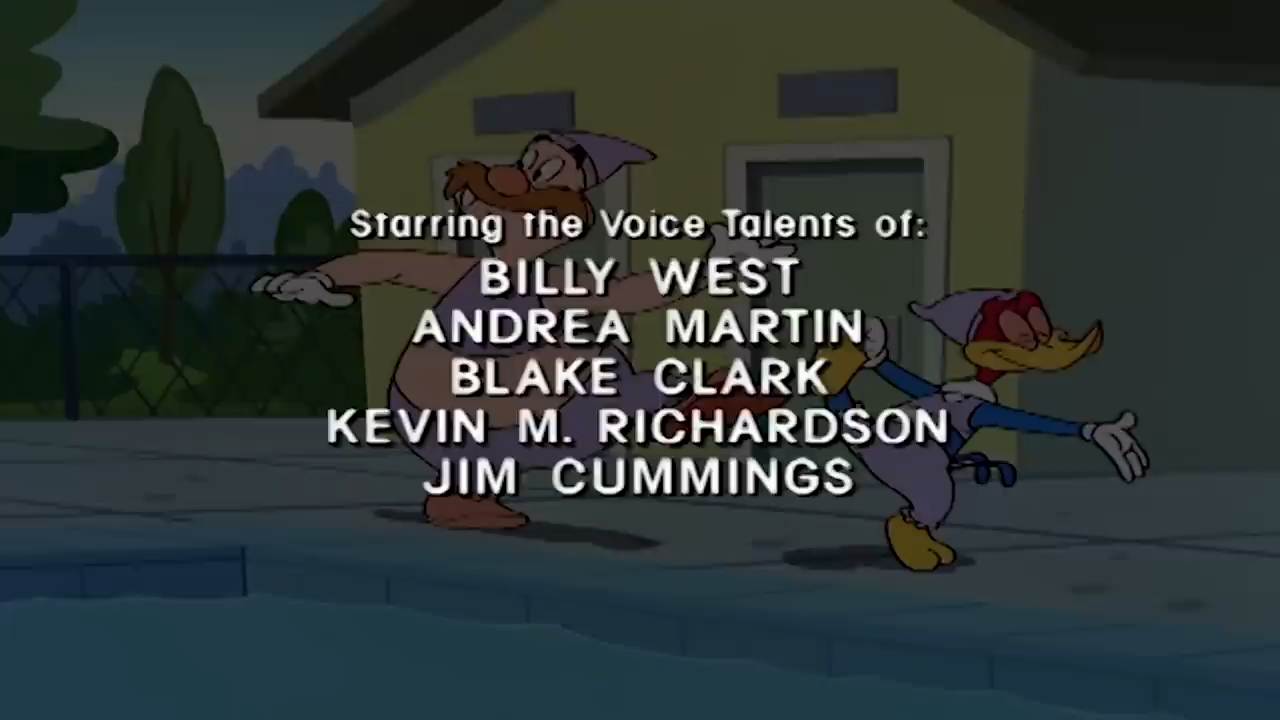 Starring the Voice Talents of:
BILLY WEST
ANDREA MARTIN
BLAKE CLARK
KEVIN M. RICHARDSON
JIM CUMMINGS